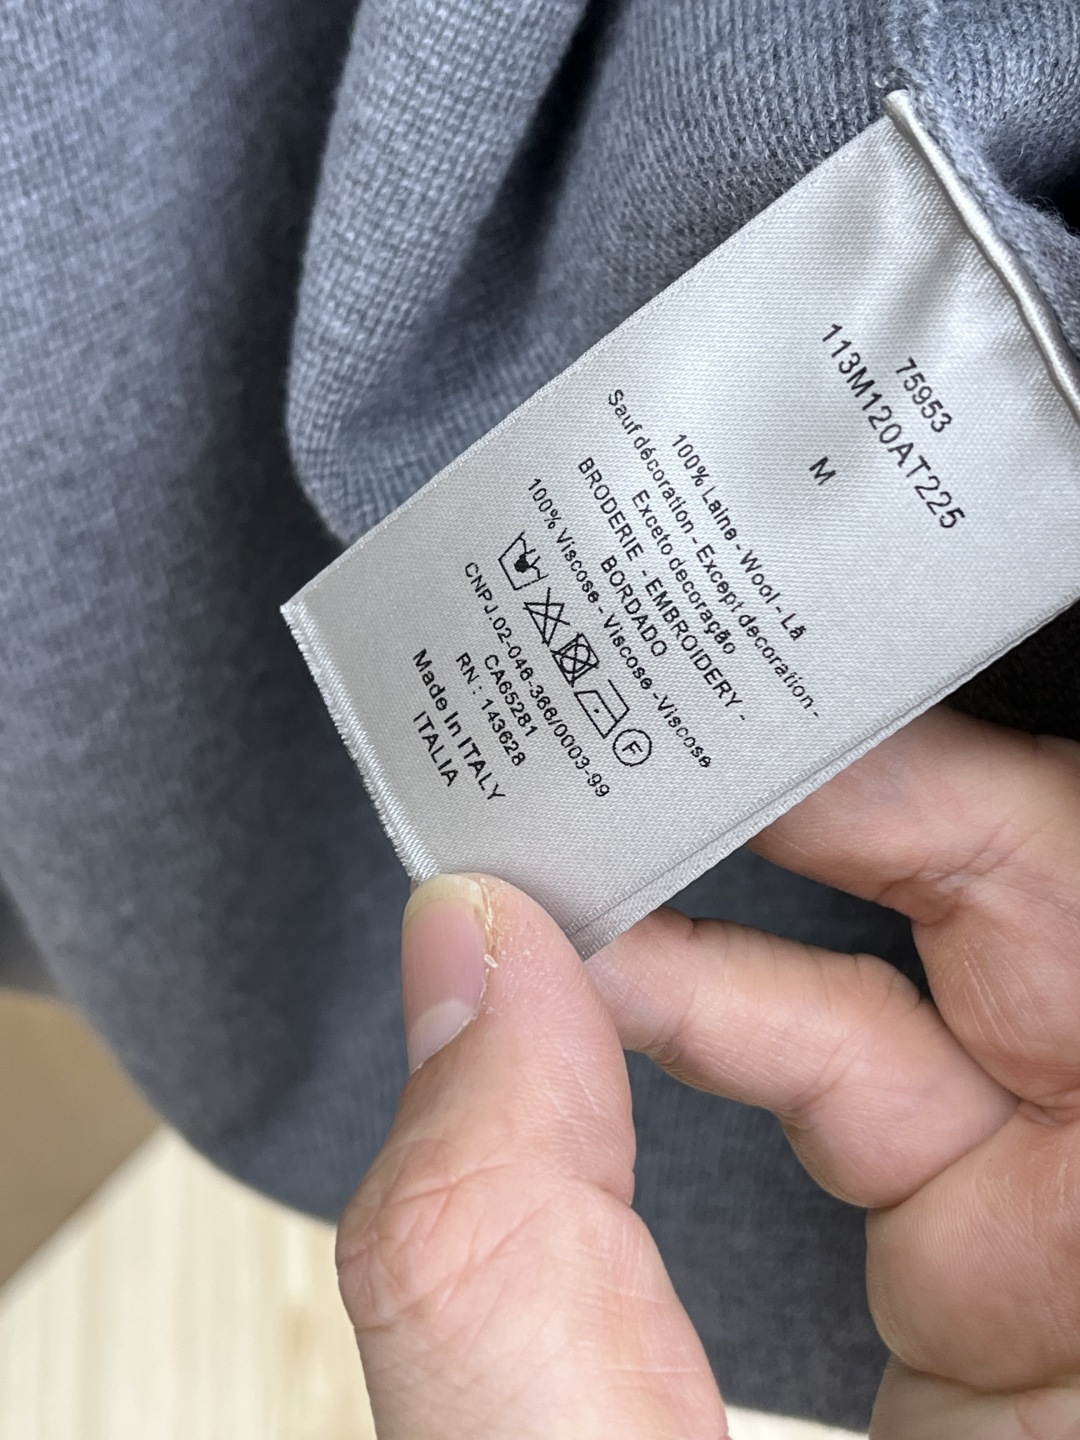 75953
113M120AT225
M
100% Laine - Wool - Lã
Sauf décoration - Except decoration -
Exceto decoração
BRODERIE - EMBROIDERY -
BORDADO
100% Viscose - Viscose -Viscose
F
CNPJ.02-046-366/0003-99
CA65281
RN : 143628
Made In ITALY
ITALIA